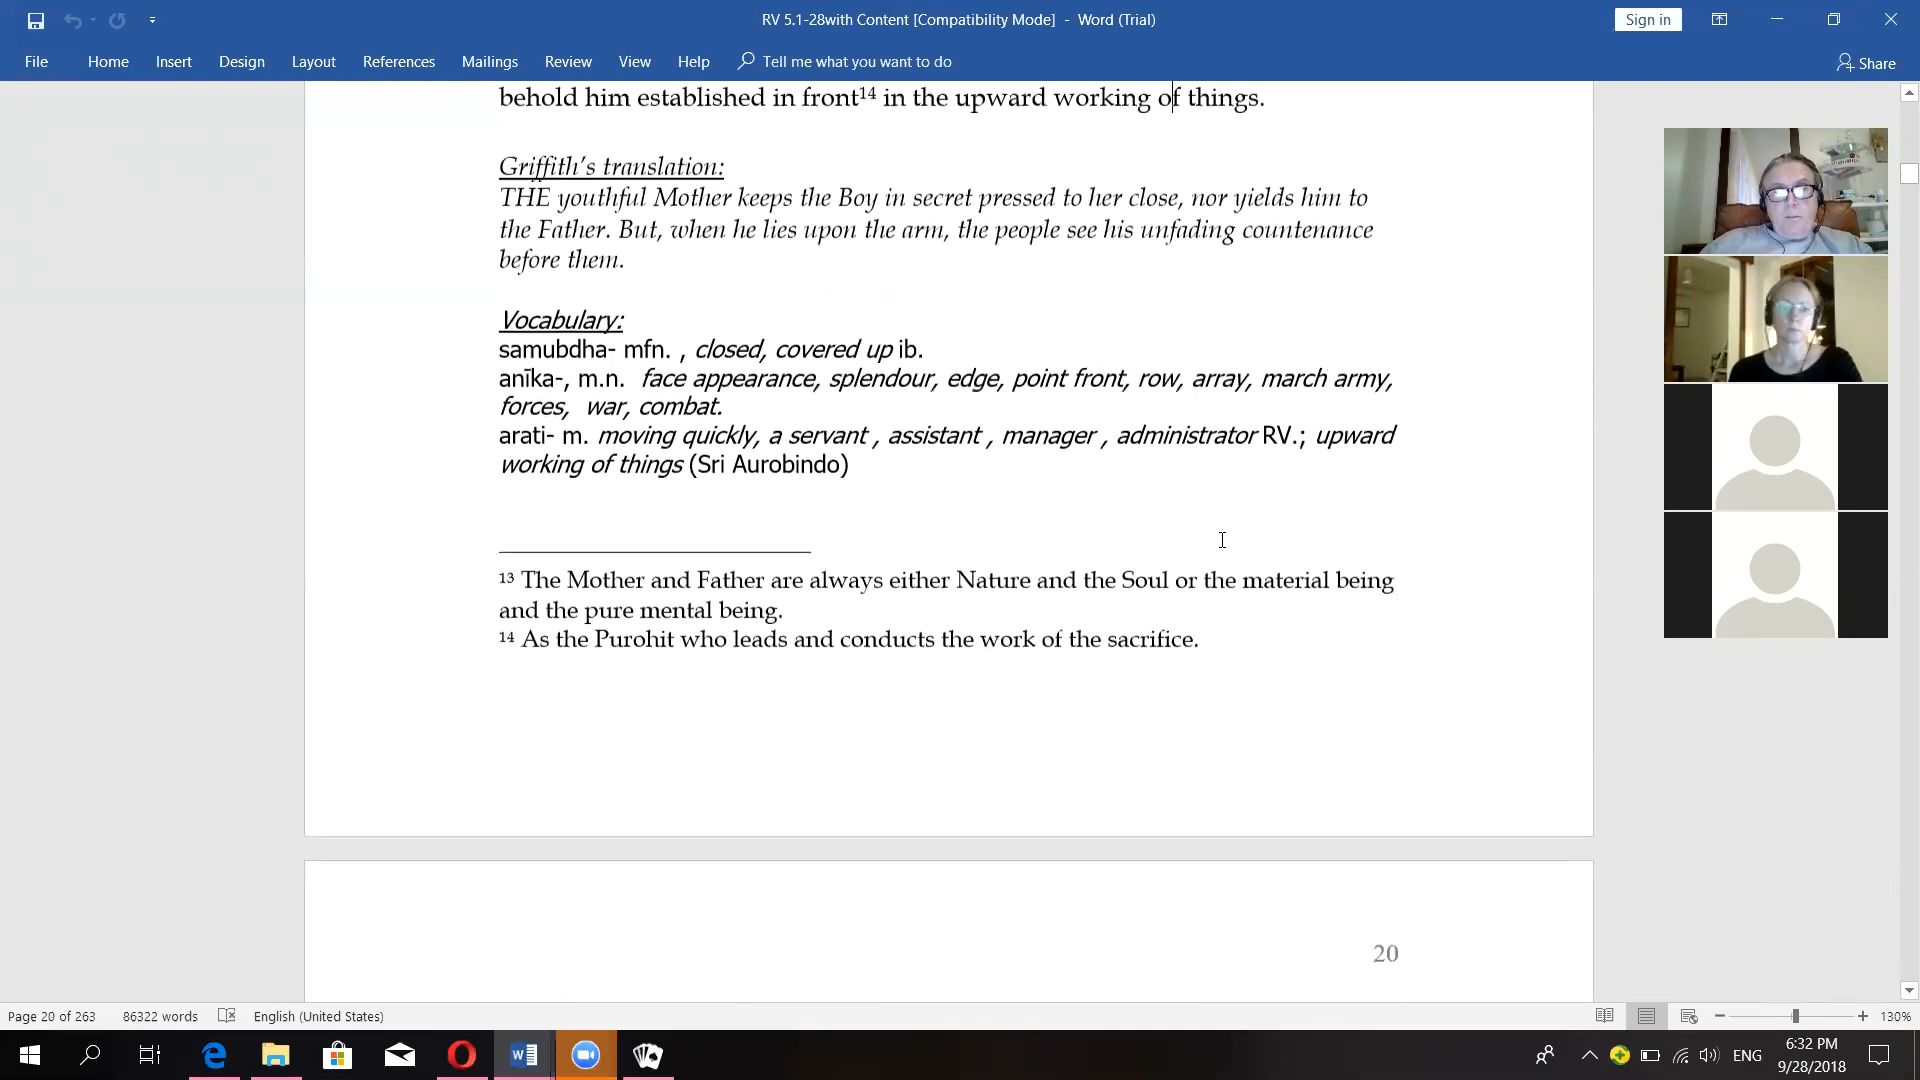 RV 5.1-28with Content [Compatibility Mode] - Word (Trial)
Sign in
File Home Insert Design Layout References Mailings Review View Help Tell me what you want to do
Share
behold him established in front¹⁴ in the upward working of things.
Griffith's translation:
THE youthful Mother keeps the Boy in secret pressed to her close, nor yields him to
the Father. But, when he lies upon the arm, the people see his unfading countenance
before them.
Vocabulary:
samubdha- mfn. , closed, covered up ib.
anīka-, m.n. face appearance, splendour, edge, point front, row, array, march army,
forces, war, combat.
arati- m. moving quickly, a servant , assistant , manager , administrator RV.; upward
working of things (Sri Aurobindo)
¹³ The Mother and Father are always either Nature and the Soul or the material being
and the pure mental being.
¹⁴ As the Purohit who leads and conducts the work of the sacrifice.
20
Page 20 of 263 86322 words English (United States)
130%
ENG
6:32 PM
9/28/2018